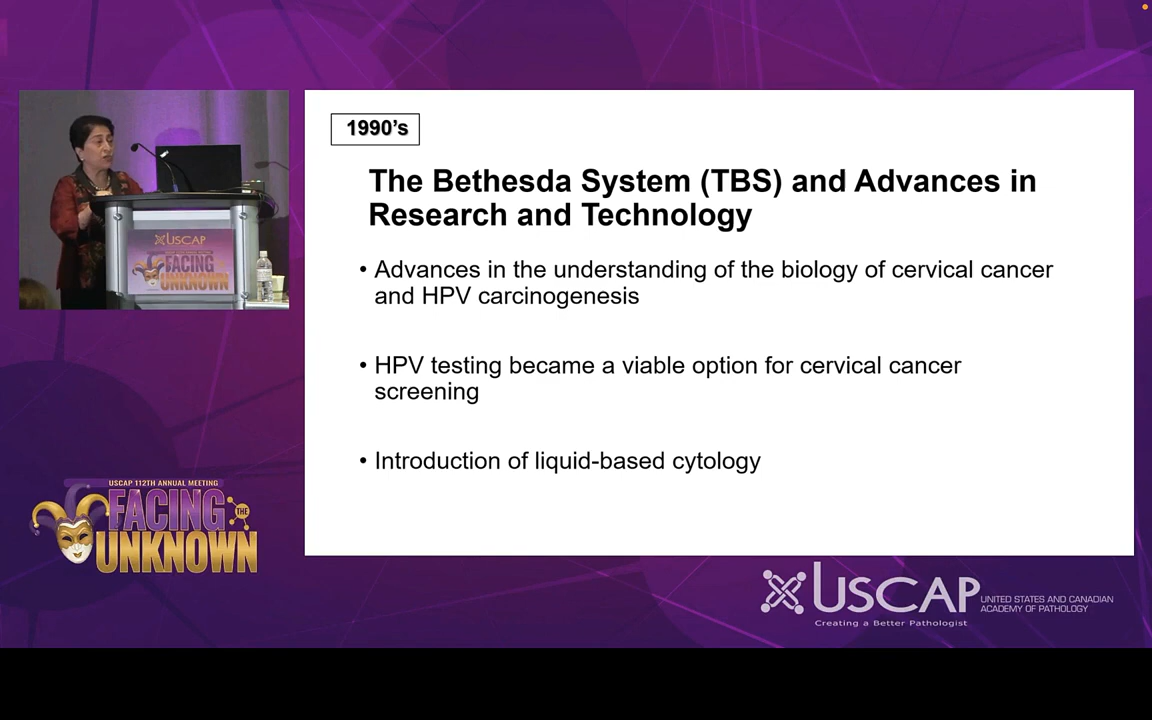 1990's
The Bethesda System (TBS) and Advances in
Research and Technology
• Advances in the understanding of the biology of cervical cancer
and HPV carcinogenesis
• HPV testing became a viable option for cervical cancer
screening
• Introduction of liquid-based cytology
USCAP
FACING
THE
UNKNOWN
USCAP 112TH ANNUAL MEETING
FACING
THE
UNKNOWN
USCAP
UNITED STATES AND CANADIAN
ACADEMY OF PATHOLOGY
Creating a Better Pathologist